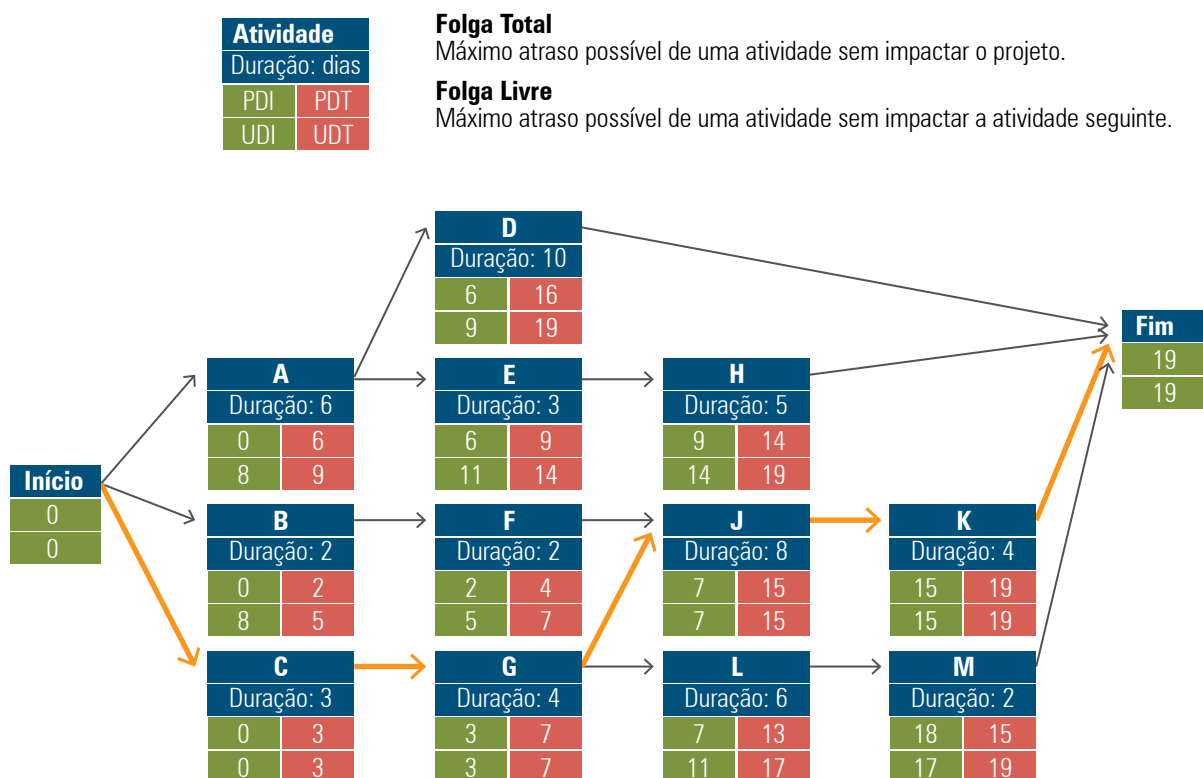 Atividade
Duração: dias
PDI PDT
UDI UDT
Folga Total
Máximo atraso possível de uma atividade sem impactar o projeto.
Folga Livre
Máximo atraso possível de uma atividade sem impactar a atividade seguinte.
D
Duração: 10
6 16
9 19
Fim
19
19
A
Duração: 6
0 6
8 9
E
Duração: 3
6 9
11 14
H
Duração: 5
9 14
14 19
Início
0
0
B
Duração: 2
0 2
8 5
F
Duração: 2
2 4
5 7
J
Duração: 8
7 15
7 15
K
Duração: 4
15 19
15 19
C
Duração: 3
0 3
0 3
G
Duração: 4
3 7
3 7
L
Duração: 6
7 13
11 17
M
Duração: 2
18 15
17 19